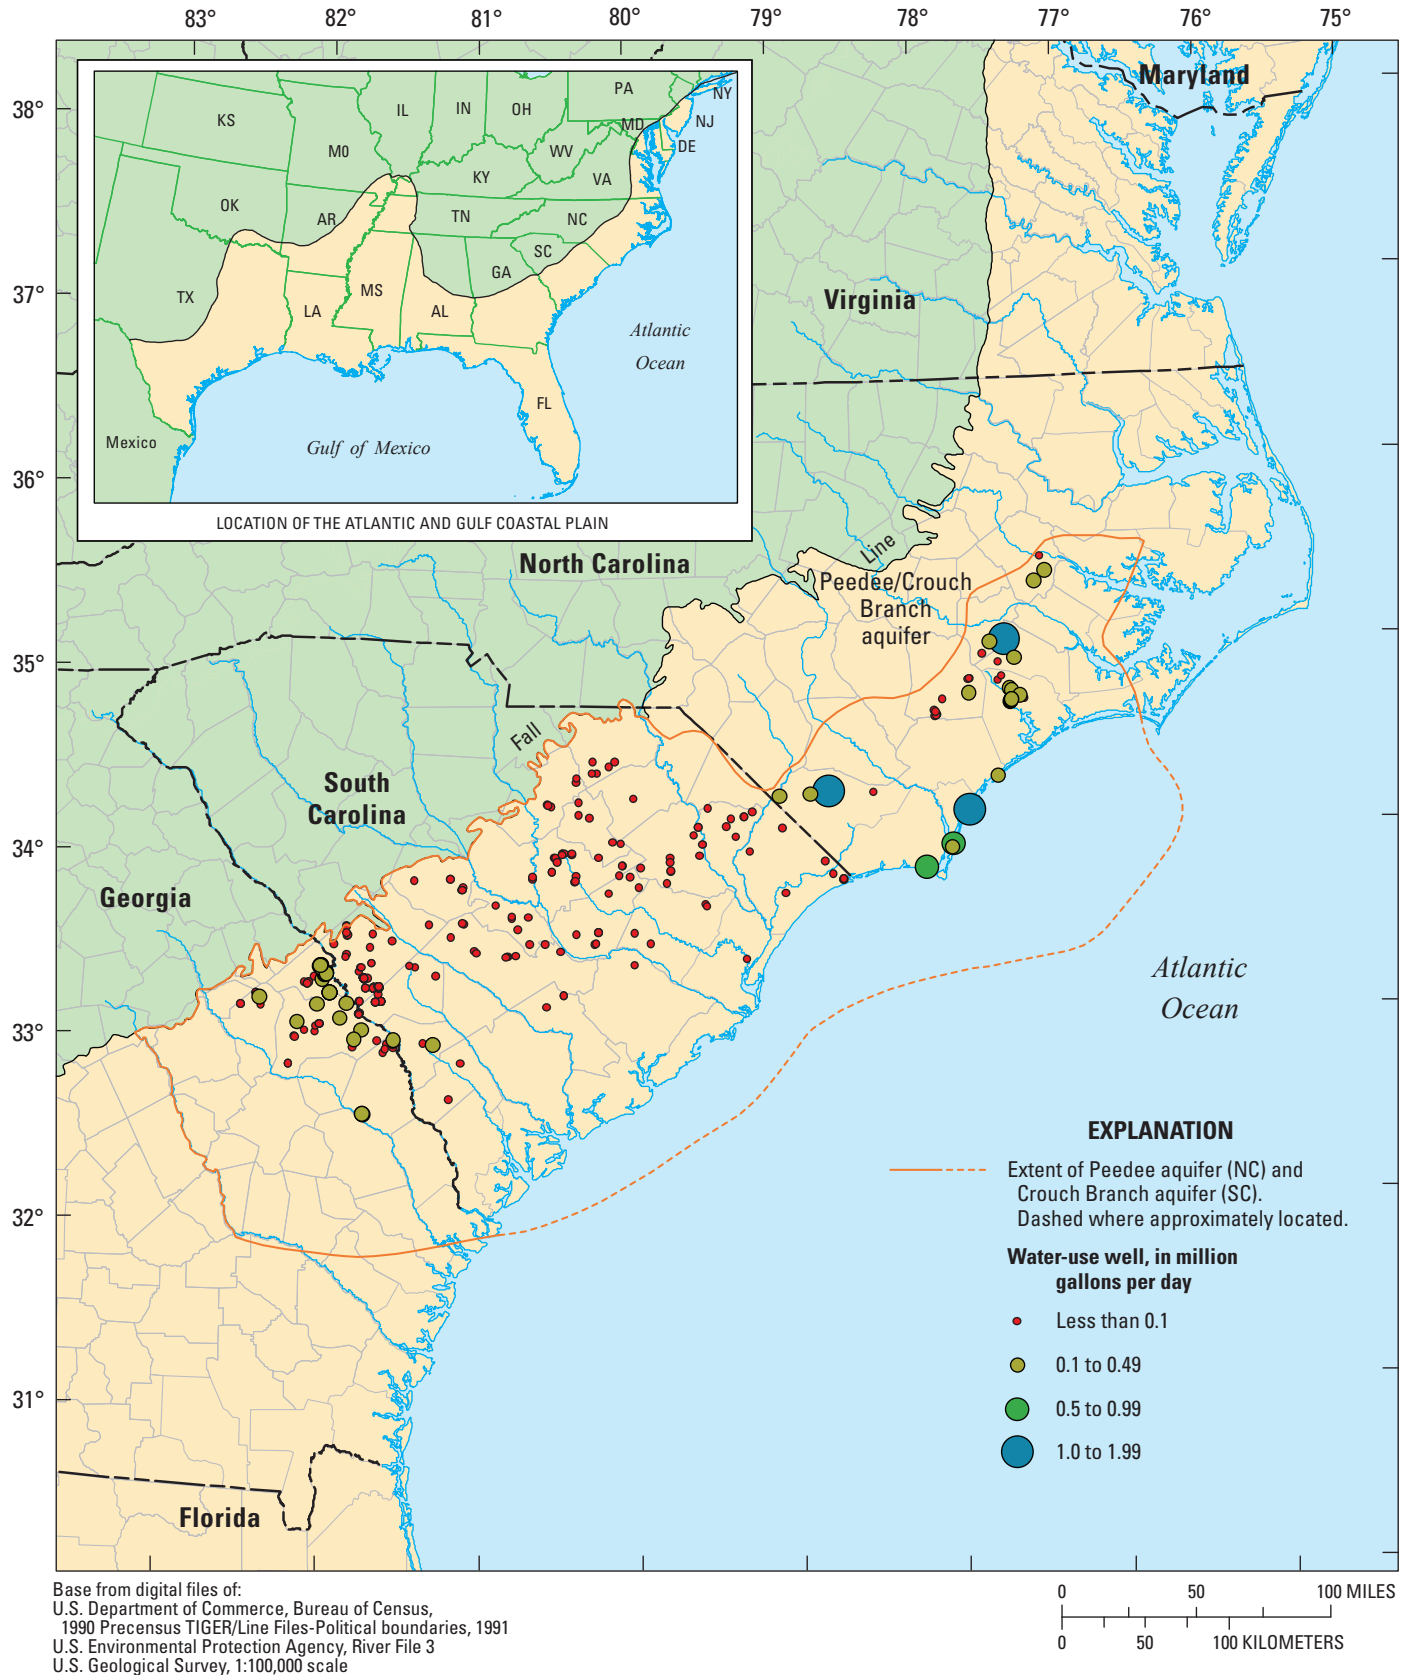 83° 82° 81° 80° 79° 78° 77° 76° 75°
38°
37°
36°
35°
34°
33°
32°
31°
KS
MO
IL
IN
OH
PA
NY
NJ
MD
DE
WV
VA
KY
OK
AR
TN
NC
SC
GA
TX
LA
MS
AL
FL
Mexico
Gulf of Mexico
Atlantic
Ocean
LOCATION OF THE ATLANTIC AND GULF COASTAL PLAIN
Maryland
Virginia
North Carolina
Fall
Line
Peedee/Crouch
Branch
aquifer
South
Carolina
Georgia
Florida
Atlantic
Ocean
EXPLANATION
Extent of Peedee aquifer (NC) and
Crouch Branch aquifer (SC).
Dashed where approximately located.
Water-use well, in million
gallons per day
Less than 0.1
0.1 to 0.49
0.5 to 0.99
1.0 to 1.99
Base from digital files of:
U.S. Department of Commerce, Bureau of Census,
1990 Precensus TIGER/Line Files-Political boundaries, 1991
U.S. Environmental Protection Agency, River File 3
U.S. Geological Survey, 1:100,000 scale
0 50 100 MILES
0 50 100 KILOMETERS